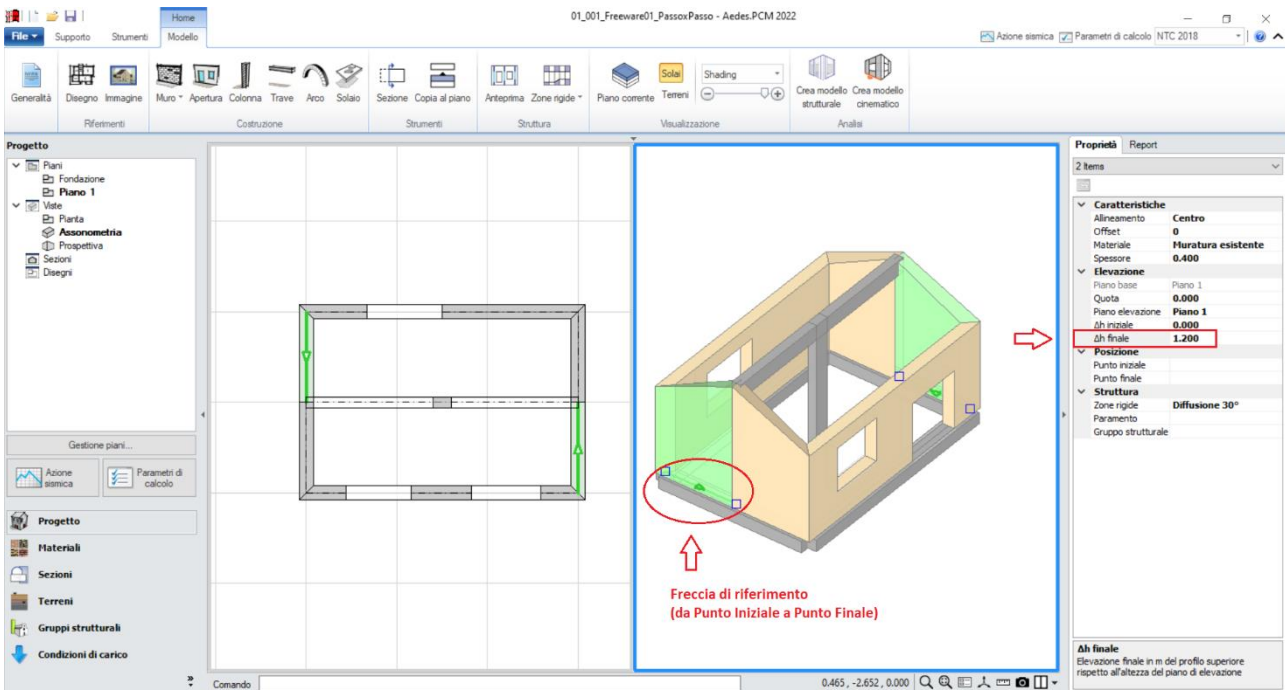 01_001_Freeware01_PassoxPasso - Aedes.PCM 2022
Home
File
Supporto
Strumenti
Modello
Azione sismica
Parametri di calcolo
NTC 2018
Generalità
Disegno
Immagine
Muro
Apertura
Colonna
Trave
Arco
Solaio
Sezione
Copia al piano
Anteprima
Zone rigide
Piano corrente
Solai
Terreni
Shading
Crea modello strutturale
Crea modello cinematico
Riferimenti
Costruzione
Strumenti
Struttura
Visualizzazione
Analisi
Progetto
Piani
Fondazione
Piano 1
Viste
Pianta
Assonometria
Prospettiva
Sezioni
Disegni
Gestione piani...
Azione sismica
Parametri di calcolo
Progetto
Materiali
Sezioni
Terreni
Gruppi strutturali
Condizioni di carico
Freccia di riferimento
(da Punto Iniziale a Punto Finale)
Comando
0.465 , -2.652 , 0.000
Proprietà
Report
2 Items
Caratteristiche
Allineamento Centro
Offset 0
Materiale Muratura esistente
Spessore 0.400
Elevazione
Piano base Piano 1
Quota 0.000
Piano elevazione Piano 1
Δh iniziale 0.000
Δh finale 1.200
Posizione
Punto iniziale
Punto finale
Struttura
Zone rigide Diffusione 30°
Paramento
Gruppo strutturale
Δh finale
Elevazione finale in m del profilo superiore
rispetto all'altezza del piano di elevazione